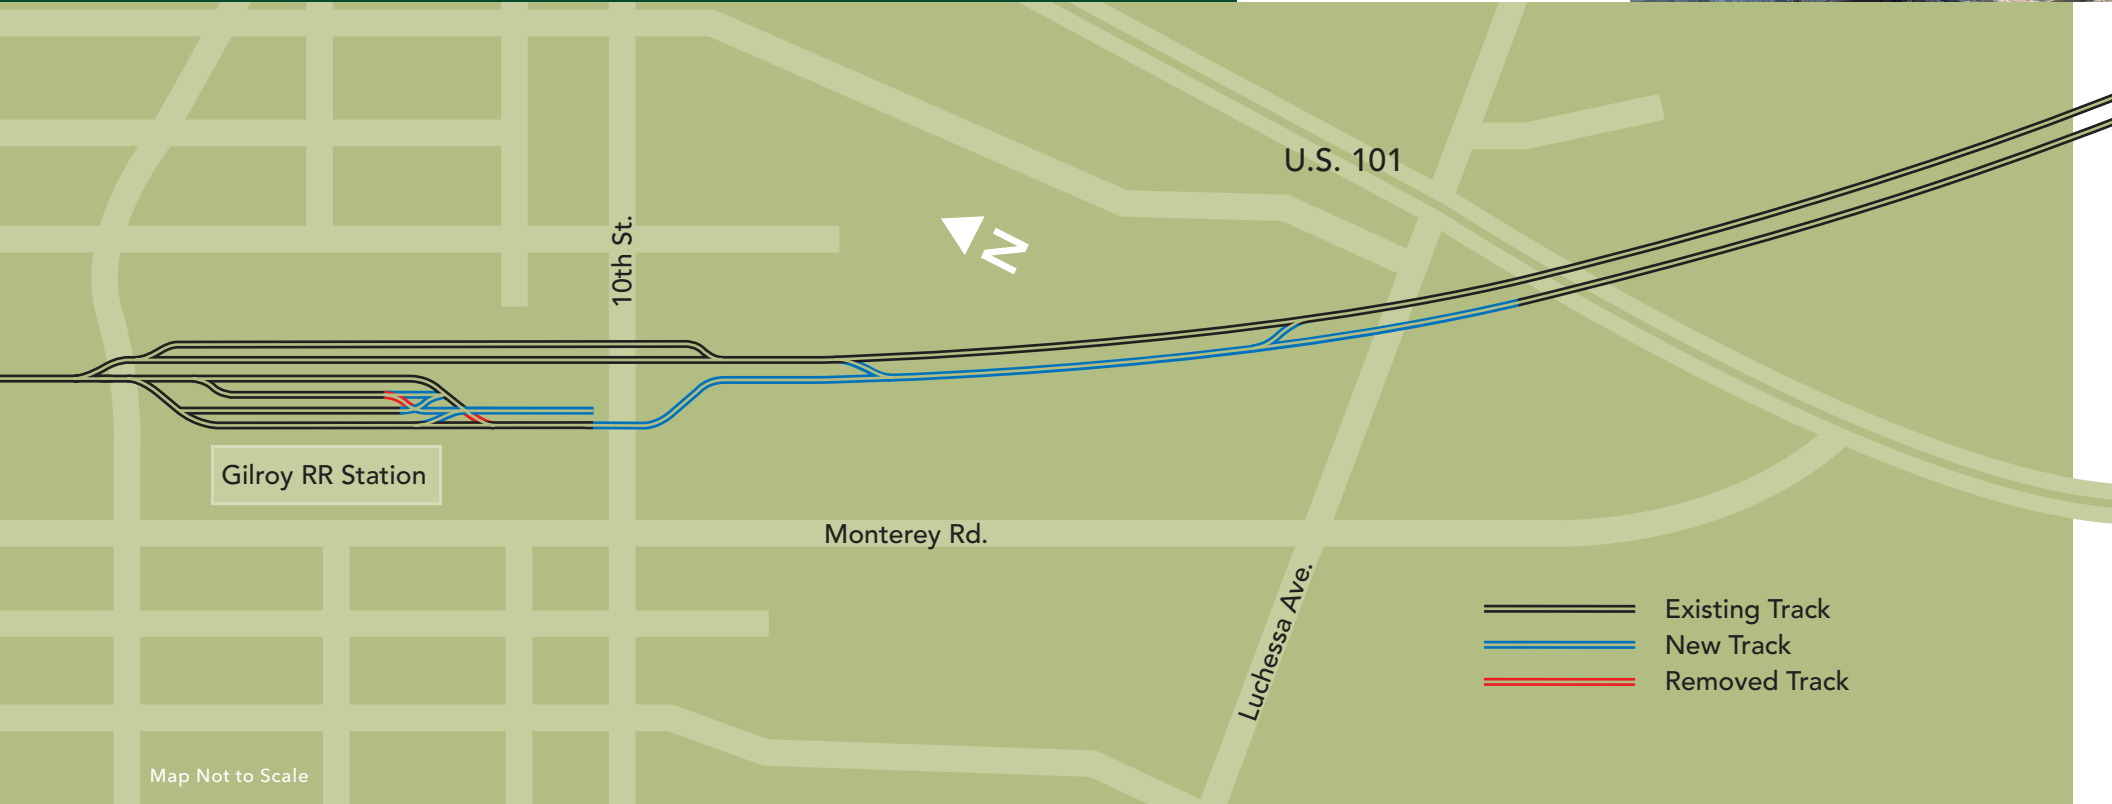 U.S. 101
10th St.
N
Gilroy RR Station
Monterey Rd.
Luchessa Ave.
Existing Track
New Track
Removed Track
Map Not to Scale